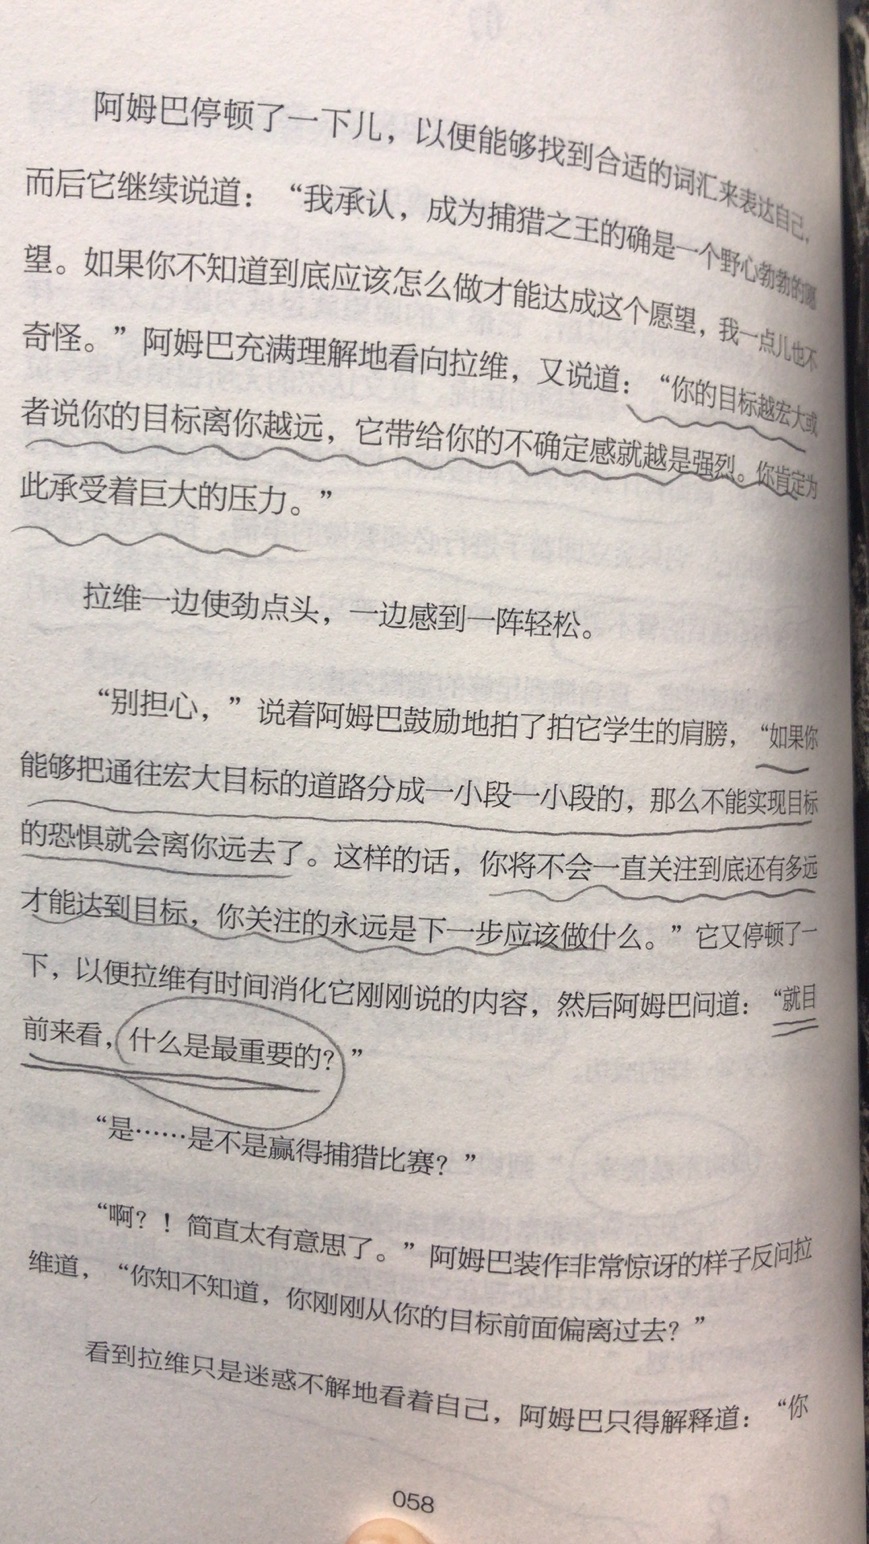 阿姆巴停顿了一下儿，以便能够找到合适的词汇来表达自己，
而后它继续说道：“我承认，成为捕猎之王的确是一个野心勃勃的愿
望。如果你不知道到底应该怎么做才能达成这个愿望，我一点儿也不
奇怪。”阿姆巴充满理解地看向拉维，又说道：“你的目标越宏大或
者说你的目标离你越远，它带给你的不确定感就越是强烈。你肯定为
此承受着巨大的压力。”
拉维一边使劲点头，一边感到一阵轻松。
“别担心，”说着阿姆巴鼓励地拍了拍它学生的肩膀，“如果你
能够把通往宏大目标的道路分成一小段一小段的，那么不能实现目标
的恐惧就会离你远去了。这样的话，你将不会一直关注到底还有多远
才能达到目标，你关注的永远是下一步应该做什么。”它又停顿了一
下，以便拉维有时间消化它刚刚说的内容，然后阿姆巴问道：“就目
前来看，什么是最重要的？”
“是……是不是赢得捕猎比赛？”
“啊？！简直太有意思了。”阿姆巴装作非常惊讶的样子反问拉
维道，“你知不知道，你刚刚从你的目标前面偏离过去？”
看到拉维只是迷惑不解地看着自己，阿姆巴只得解释道：“你
058